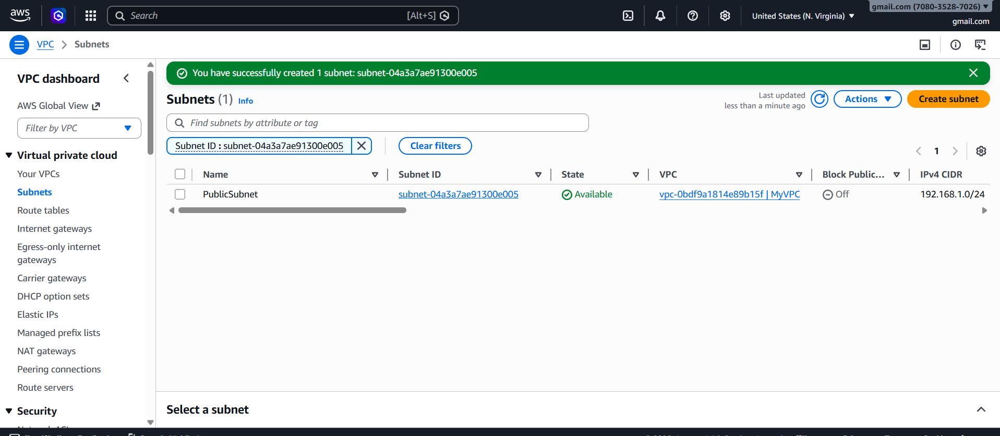 aws
Search [Alt+S]
United States (N. Virginia)
gmail.com (7080-3528-7026)
gmail.com
VPC
Subnets
VPC dashboard
AWS Global View
Filter by VPC
Virtual private cloud
Your VPCs
Subnets
Route tables
Internet gateways
Egress-only internet
gateways
Carrier gateways
DHCP option sets
Elastic IPs
Managed prefix lists
NAT gateways
Peering connections
Route servers
Security
You have successfully created 1 subnet: subnet-04a3a7ae91300e005
Subnets (1) Info
Last updated
less than a minute ago
Actions
Create subnet
Find subnets by attribute or tag
Subnet ID : subnet-04a3a7ae91300e005
Clear filters
1
Name Subnet ID State VPC Block Public... IPv4 CIDR
PublicSubnet subnet-04a3a7ae91300e005 Available vpc-0bdf9a1814e89b15f | MyVPC Off 192.168.1.0/24
Select a subnet